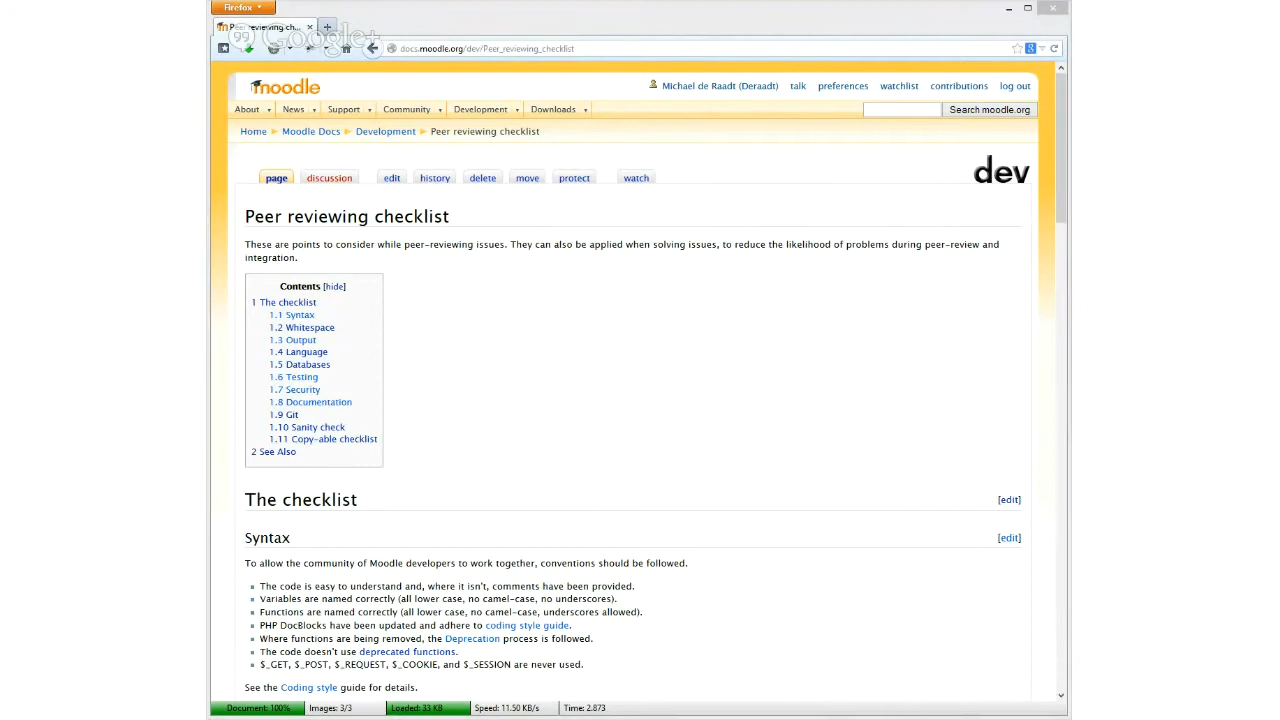 Firefox
Peer reviewing ch...
Google+
docs.moodle.org/dev/Peer_reviewing_checklist
moodle
Michael de Raadt (Deraadt) talk preferences watchlist contributions log out
About News Support Community Development Downloads
Search moodle.org
Home Moodle Docs Development Peer reviewing checklist
page discussion edit history delete move protect watch
dev
Peer reviewing checklist
These are points to consider while peer-reviewing issues. They can also be applied when solving issues, to reduce the likelihood of problems during peer-review and
integration.
Contents [hide]
1 The checklist
1.1 Syntax
1.2 Whitespace
1.3 Output
1.4 Language
1.5 Databases
1.6 Testing
1.7 Security
1.8 Documentation
1.9 Git
1.10 Sanity check
1.11 Copy-able checklist
2 See Also
The checklist [edit]
Syntax [edit]
To allow the community of Moodle developers to work together, conventions should be followed.
The code is easy to understand and, where it isn't, comments have been provided.
Variables are named correctly (all lower case, no camel-case, no underscores).
Functions are named correctly (all lower case, no camel-case, underscores allowed).
PHP DocBlocks have been updated and adhere to coding style guide.
Where functions are being removed, the Deprecation process is followed.
The code doesn't use deprecated functions.
$_GET, $_POST, $_REQUEST, $_COOKIE, and $_SESSION are never used.
See the Coding style guide for details.
Document: 100% Images: 3/3 Loaded: 33 KB Speed: 11.50 KB/s Time: 2.873